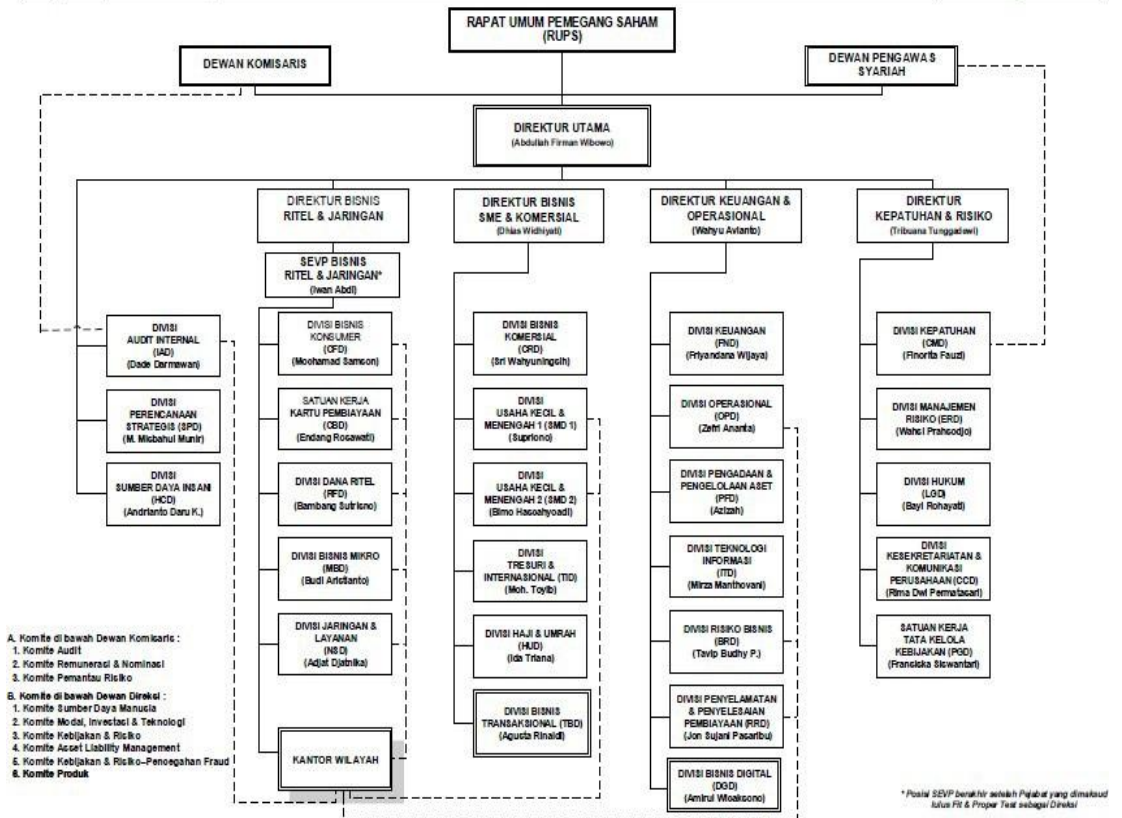 RAPAT UMUM PEMEGANG SAHAM
(RUPS)
DEWAN KOMISARIS
DEWAN PENGAWAS
SYARIAH
DIREKTUR UTAMA
(Abdullah Firman Wibowo)
DIREKTUR BISNIS
RITEL & JARINGAN
DIREKTUR BISNIS
SME & KOMERSIAL
(Dhias Widhiyati)
DIREKTUR KEUANGAN &
OPERASIONAL
(Wahyu Avianto)
DIREKTUR
KEPATUHAN & RISIKO
(Tribuana Tunggadewi)
SEVP BISNIS
RITEL & JARINGAN*
(Iwan Abdi)
DIVISI
AUDIT INTERNAL
(IAD)
(Dade Darmawan)
DIVISI
PERENCANAAN
STRATEGIS (SPD)
(M. Misbahul Munir)
DIVISI
SUMBER DAYA INSANI
(HCD)
(Andrianto Daru K.)
DIVISI BISNIS
KONSUMER
(CFD)
(Moohamad Samson)
SATUAN KERJA
KARTU PEMBIAYAAN
(CBD)
(Endang Rosawati)
DIVISI DANA RITEL
(RFD)
(Bambang Sutrisno)
DIVISI BISNIS MIKRO
(MBD)
(Budi Aristianto)
DIVISI JARINGAN &
LAYANAN
(NSD)
(Adjat Djatnika)
KANTOR WILAYAH
DIVISI BISNIS
KOMERSIAL
(CRD)
(Sri Wahyuningsih)
DIVISI
USAHA KECIL &
MENENGAH 1 (SMD 1)
(Supriono)
DIVISI
USAHA KECIL &
MENENGAH 2 (SMD 2)
(Bimo Hascahyoadi)
DIVISI
TRESURI &
INTERNASIONAL (TID)
(Moh. Toyib)
DIVISI HAJI & UMRAH
(HUD)
(Ida Triana)
DIVISI BISNIS
TRANSAKSIONAL (TBD)
(Agusta Rinaldi)
DIVISI KEUANGAN
(FND)
(Friyandana Wijaya)
DIVISI OPERASIONAL
(OPD)
(Zefri Ananta)
DIVISI PENGADAAN &
PENGELOLAAN ASET
(PFD)
(Azizah)
DIVISI TEKNOLOGI
INFORMASI
(ITD)
(Mirza Manthovani)
DIVISI RISIKO BISNIS
(BRD)
(Tavip Budhy P.)
DIVISI PENYELAMATAN
& PENYELESAIAN
PEMBIAYAAN (RRD)
(Jon Sujani Pasaribu)
DIVISI BISNIS DIGITAL
(DGD)
(Amirul Wicaksono)
DIVISI KEPATUHAN
(CMD)
(Finorita Fauzi)
DIVISI MANAJEMEN
RISIKO (ERD)
(Wahsi Prahsodjo)
DIVISI HUKUM
(LGD)
(Bayi Rohayati)
DIVISI
KESEKRETARIATAN &
KOMUNIKASI
PERUSAHAAN (CCD)
(Rima Dwi Permatasari)
SATUAN KERJA
TATA KELOLA
KEBIJAKAN (PGD)
(Franciska Siswantari)
A. Komite di bawah Dewan Komisaris :
1. Komite Audit
2. Komite Remunerasi & Nominasi
3. Komite Pemantau Risiko
B. Komite di bawah Dewan Direksi :
1. Komite Sumber Daya Manusia
2. Komite Modal, Investasi & Teknologi
3. Komite Kebijakan & Risiko
4. Komite Asset Liability Management
5. Komite Kebijakan & Risiko–Pencegahan Fraud
6. Komite Produk
* Posisi SEVP berakhir setelah Pejabat yang dimaksud
lulus Fit & Proper Test sebagai Direksi